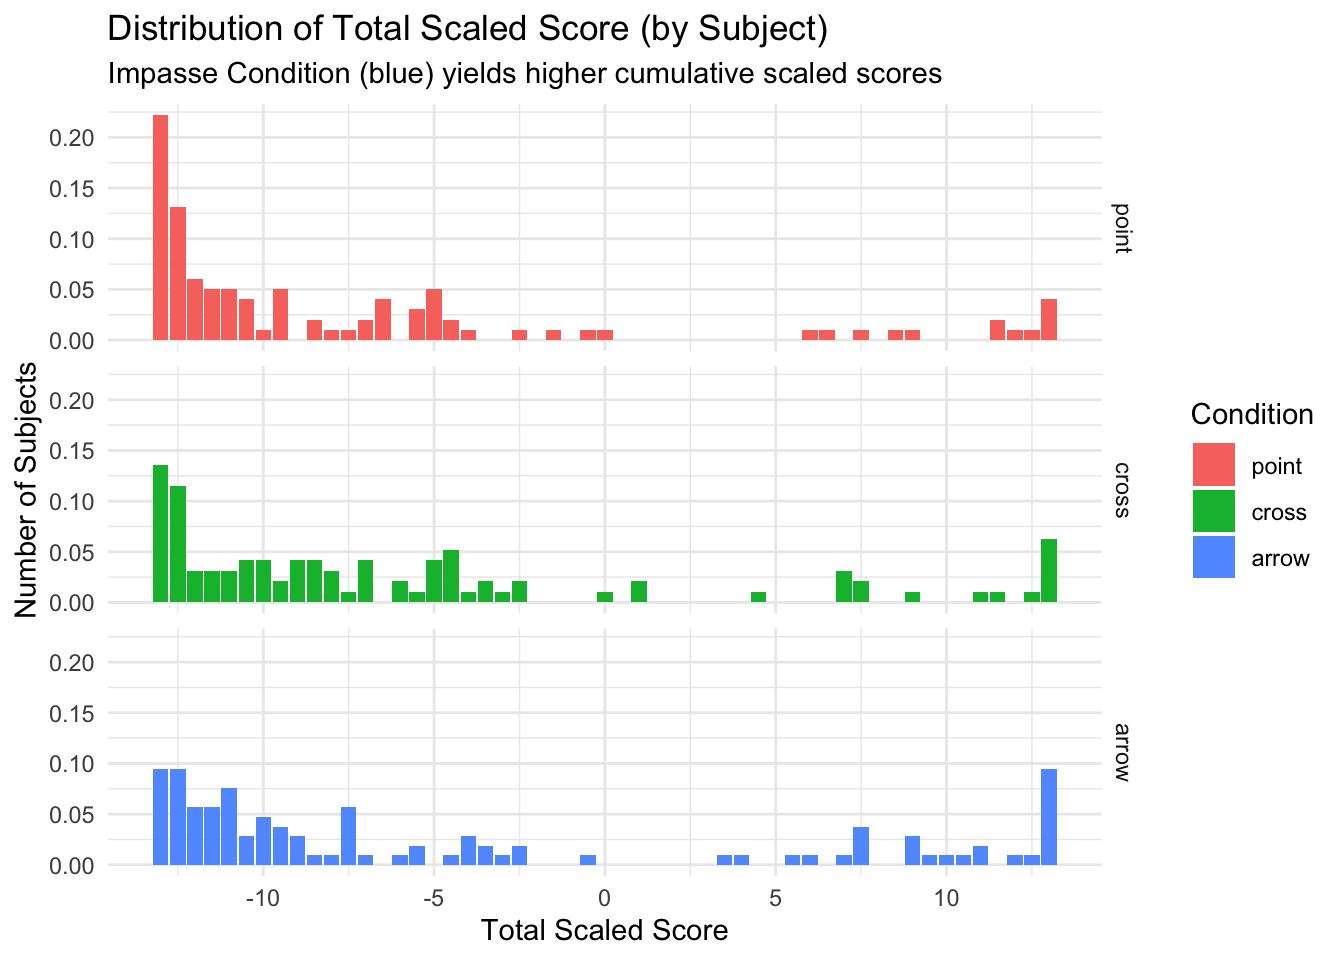 Distribution of Total Scaled Score (by Subject)
Impasse Condition (blue) yields higher cumulative scaled scores
Number of Subjects
0.20
0.15
0.10
0.05
0.00
point
0.20
0.15
0.10
0.05
0.00
cross
0.20
0.15
0.10
0.05
0.00
arrow
-10 -5 0 5 10
Total Scaled Score
Condition
point
cross
arrow